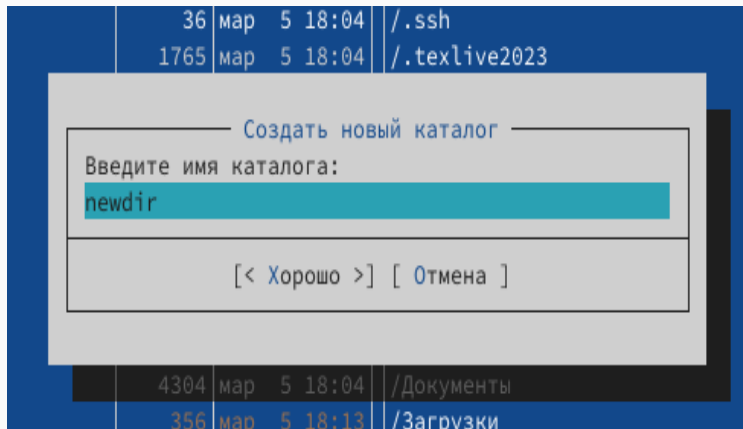 36 мар 5 18:04 /.ssh
1765 мар 5 18:04 /.texlive2023
Создать новый каталог
Введите имя каталога:
newdir
[< Хорошо >] [ Отмена ]
4304 мар 5 18:04 /Документы
356 мар 5 18:13 /Загрузки